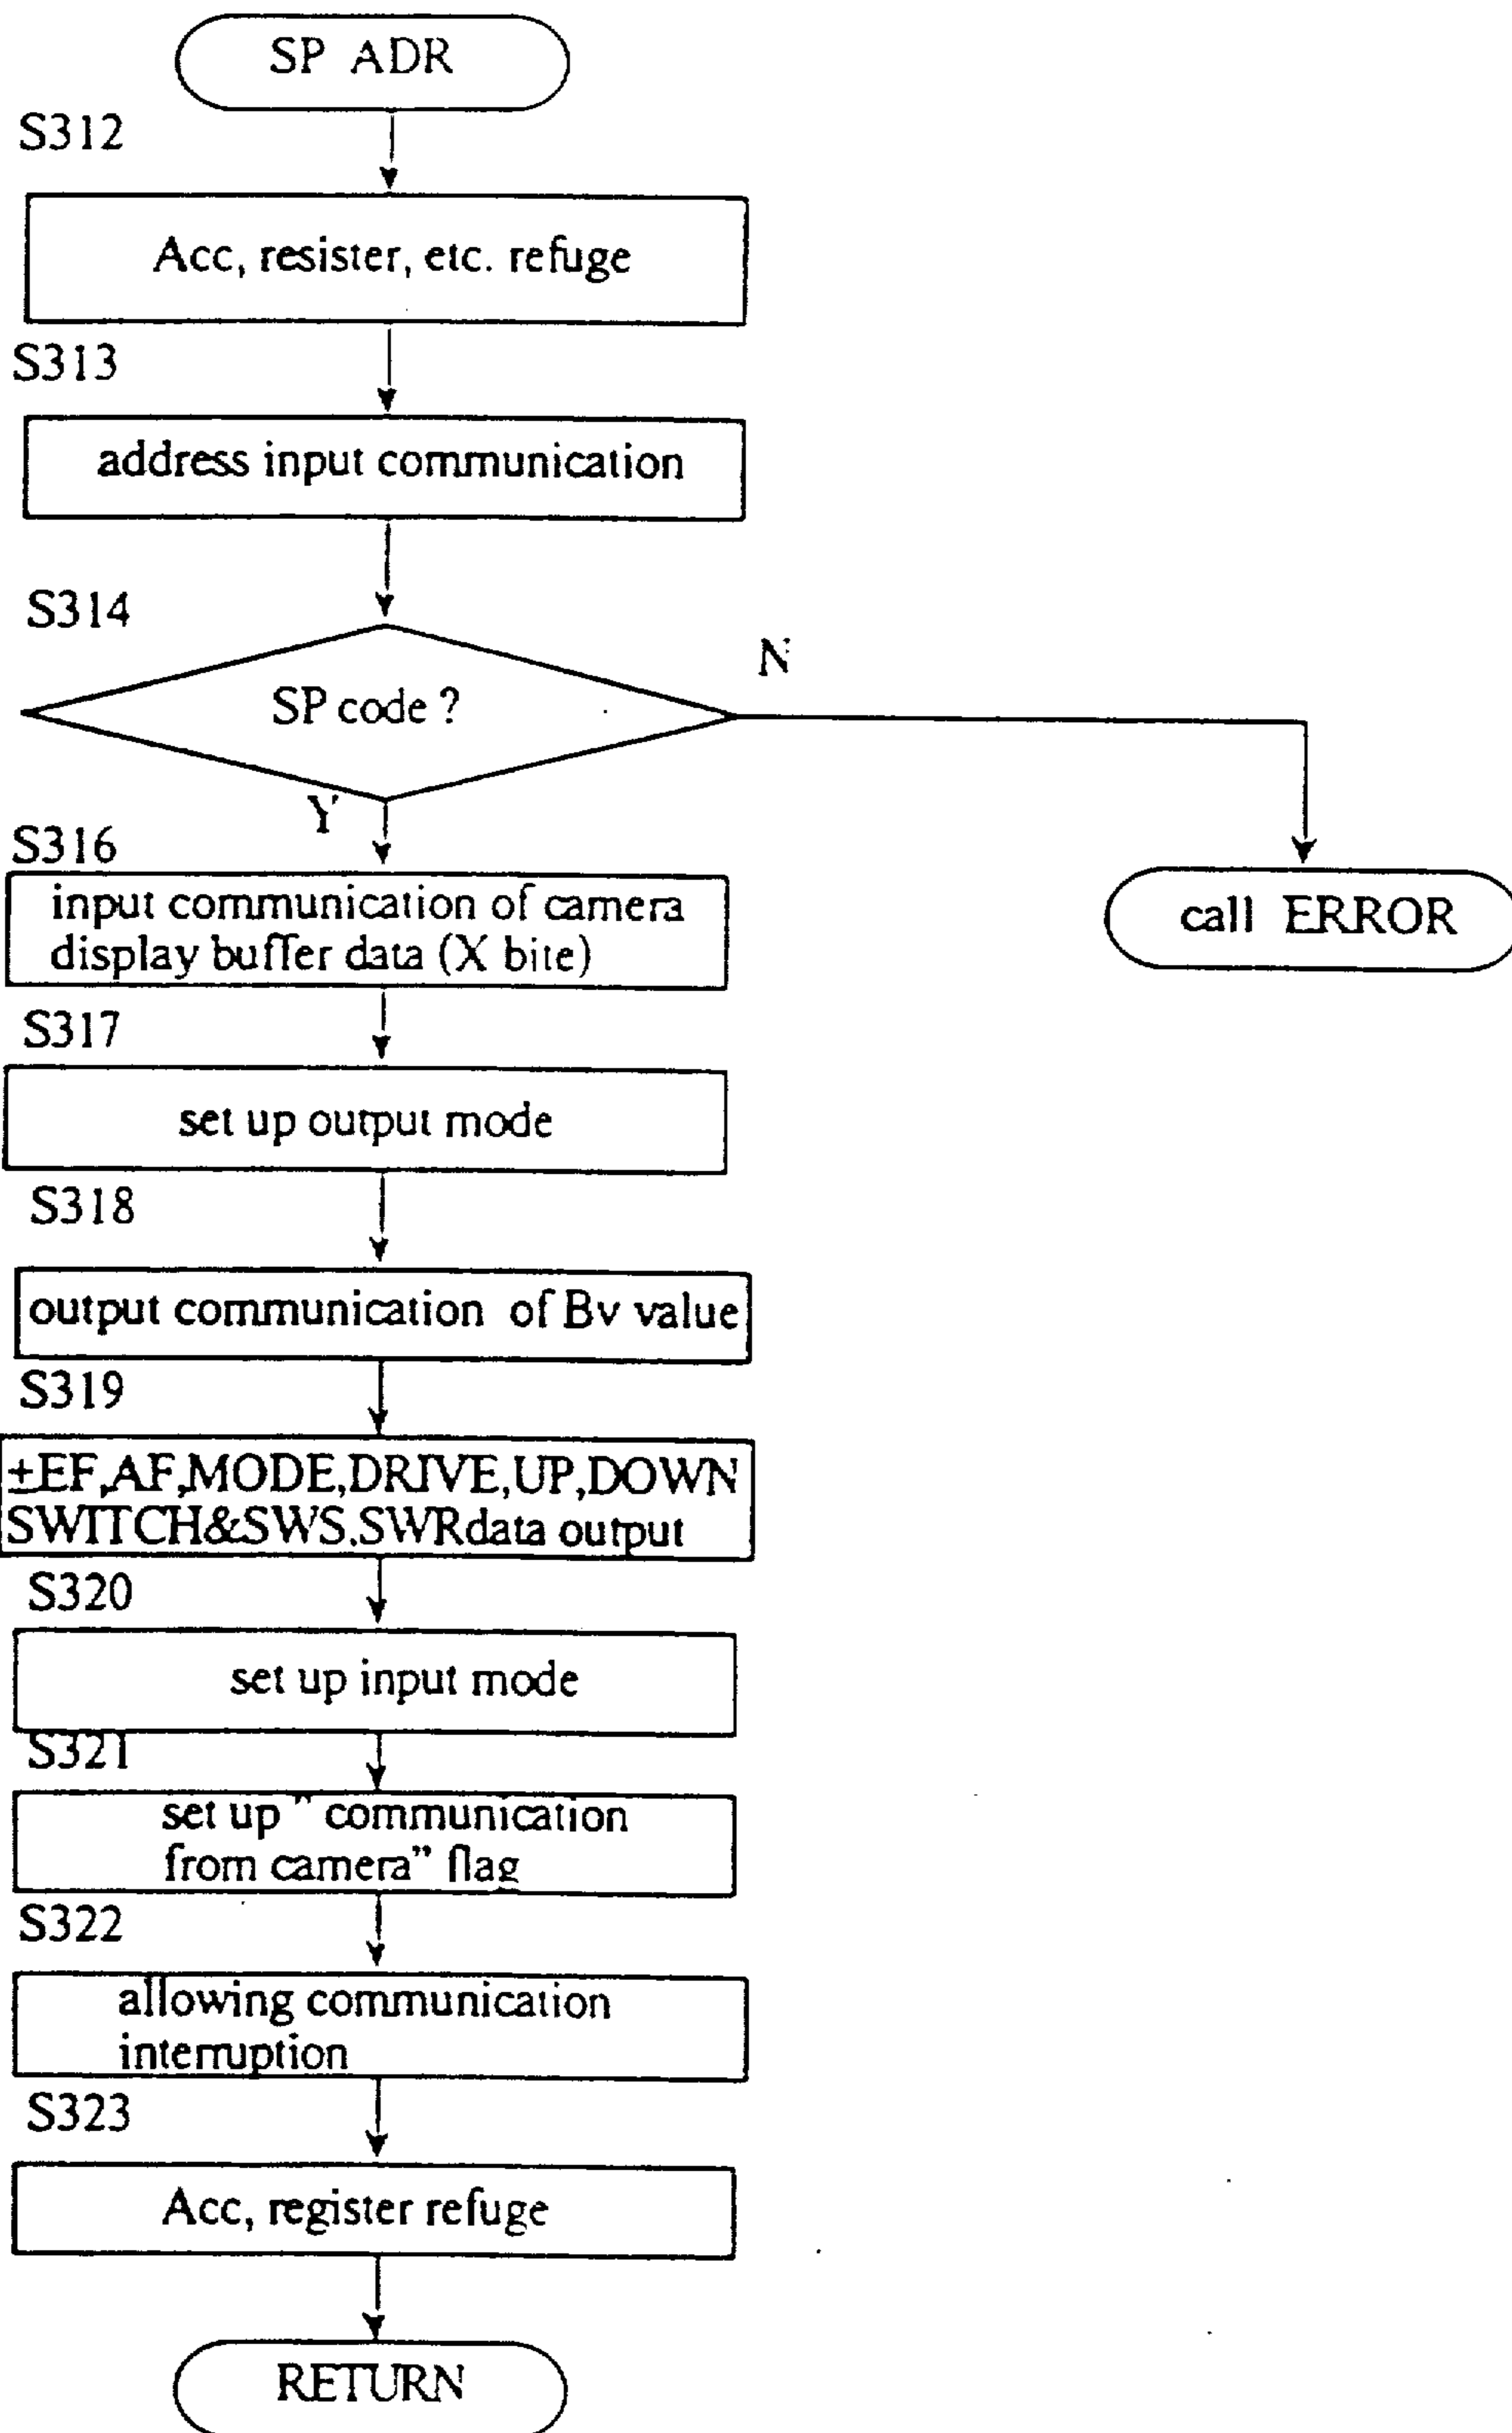 SP ADR
S312
Acc, resister, etc. refuge
S313
address input communication
S314
SP code ?
N
Y
S316
input communication of camera
display buffer data (X bite)
call ERROR
S317
set up output mode
S318
output communication of Bv value
S319
±EF,AF,MODE,DRIVE,UP,DOWN
SWITCH&SWS.SWRdata output
S320
set up input mode
S321
set up " communication
from camera" flag
S322
allowing communication
interruption
S323
Acc, register refuge
RETURN